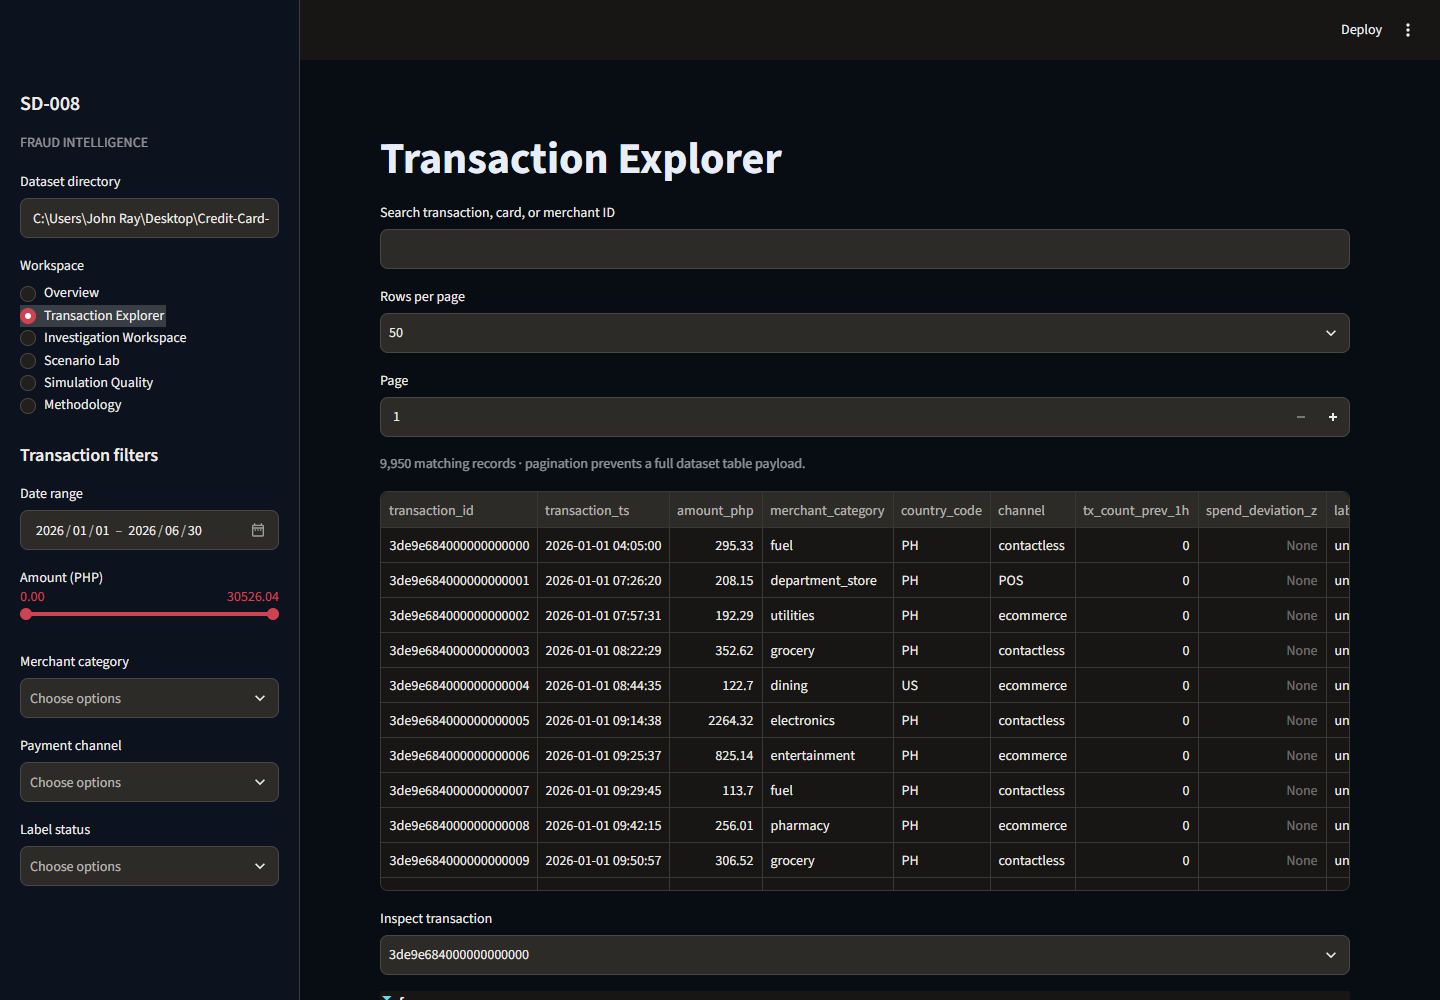 Deploy
SD-008
FRAUD INTELLIGENCE
Dataset directory
C:\Users\John Ray\Desktop\Credit-Card-
Workspace
Overview
Transaction Explorer
Investigation Workspace
Scenario Lab
Simulation Quality
Methodology
Transaction filters
Date range
2026/01/01 – 2026/06/30
Amount (PHP)
0.00 30526.04
Merchant category
Choose options
Payment channel
Choose options
Label status
Choose options
Transaction Explorer
Search transaction, card, or merchant ID
Rows per page
50
Page
1
9,950 matching records · pagination prevents a full dataset table payload.
transaction_id transaction_ts amount_php merchant_category country_code channel tx_count_prev_1h spend_deviation_z lab
3de9e684000000000000 2026-01-01 04:05:00 295.33 fuel PH contactless 0 None un
3de9e684000000000001 2026-01-01 07:26:20 208.15 department_store PH POS 0 None un
3de9e684000000000002 2026-01-01 07:57:31 192.29 utilities PH ecommerce 0 None un
3de9e684000000000003 2026-01-01 08:22:29 352.62 grocery PH contactless 0 None un
3de9e684000000000004 2026-01-01 08:44:35 122.7 dining US ecommerce 0 None un
3de9e684000000000005 2026-01-01 09:14:38 2264.32 electronics PH contactless 0 None un
3de9e684000000000006 2026-01-01 09:25:37 825.14 entertainment PH ecommerce 0 None un
3de9e684000000000007 2026-01-01 09:29:45 113.7 fuel PH contactless 0 None un
3de9e684000000000008 2026-01-01 09:42:15 256.01 pharmacy PH ecommerce 0 None un
3de9e684000000000009 2026-01-01 09:50:57 306.52 grocery PH contactless 0 None un
Inspect transaction
3de9e684000000000000